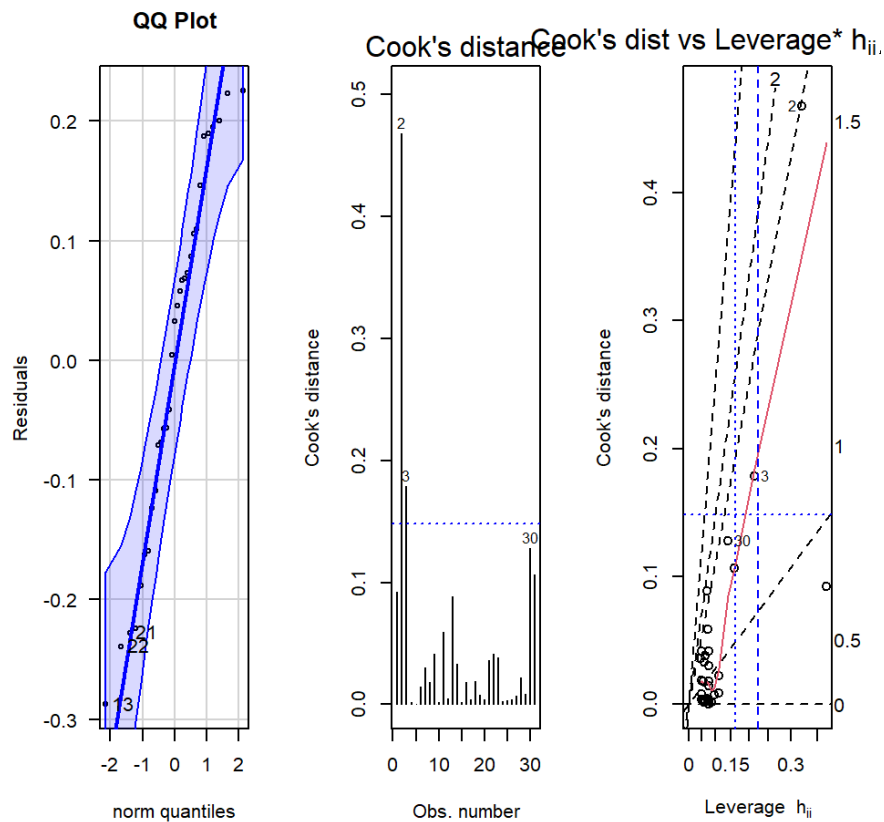 QQ Plot
Residuals
0.2
0.1
0.0
-0.1
-0.2
-0.3
21
22
13
-2 -1 0 1 2
norm quantiles
Cook's distance
Cook's distance
0.5
0.4
0.3
0.2
0.1
0.0
2
3
30
0 10 20 30
Obs. number
Cook's dist vs Leverage* h_ii
Cook's distance
0.4
0.3
0.2
0.1
0.0
2
2
3
30
1.5
1
0.5
0
0 0.15 0.3
Leverage h_ii